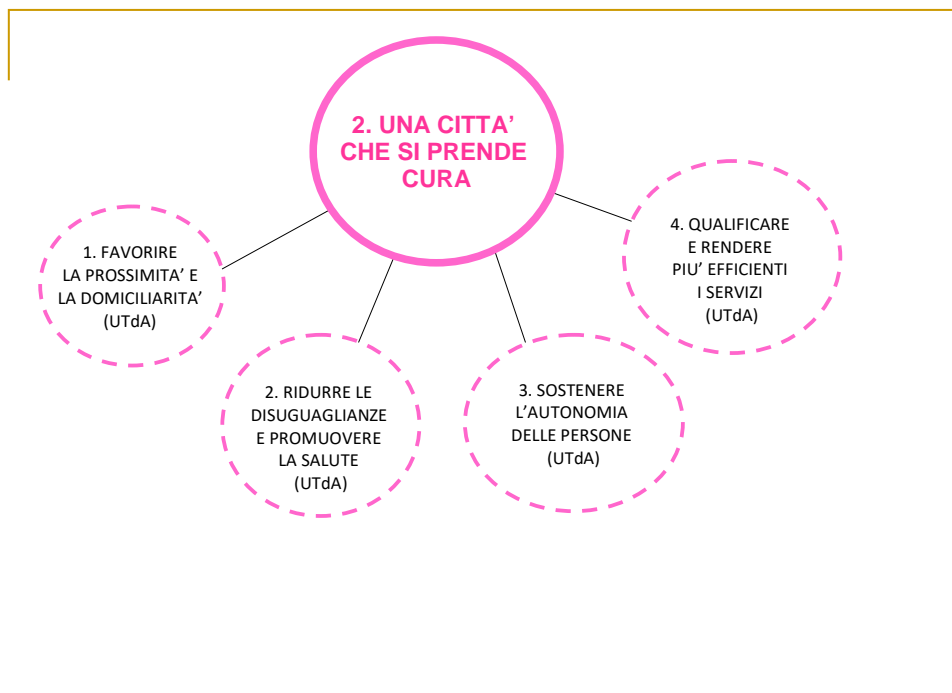 2. UNA CITTA’
CHE SI PRENDE
CURA
1. FAVORIRE
LA PROSSIMITA’ E
LA DOMICILIARITA’
(UTdA)
2. RIDURRE LE
DISUGUAGLIANZE
E PROMUOVERE
LA SALUTE
(UTdA)
3. SOSTENERE
L’AUTONOMIA
DELLE PERSONE
(UTdA)
4. QUALIFICARE
E RENDERE
PIU’ EFFICIENTI
I SERVIZI
(UTdA)